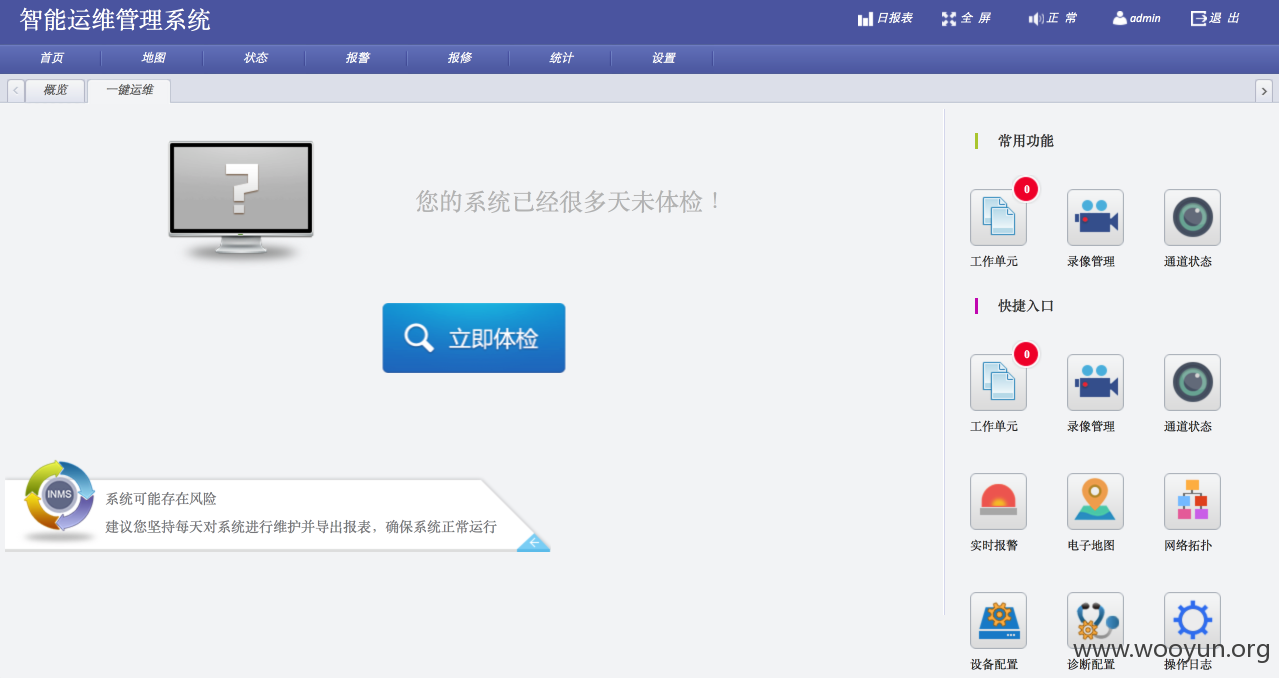 智能运维管理系统
日报表 全 屏 正 常 admin 退 出
首页 地图 状态 报警 报修 统计 设置
概览 一键运维
常用功能
?
您的系统已经很多天未体检！
0
工作单元 录像管理 通道状态
快捷入口
立即体检
0
工作单元 录像管理 通道状态
INMS
系统可能存在风险
建议您坚持每天对系统进行维护并导出报表，确保系统正常运行
实时报警 电子地图 网络拓扑
设备配置 诊断配置 操作日志
www.wooyun.org